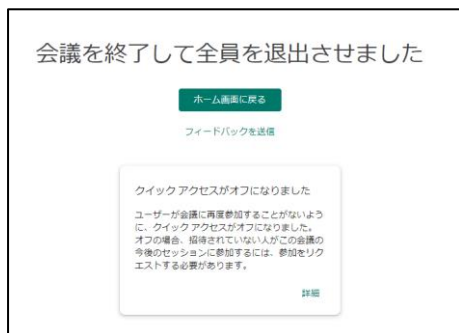 会議を終了して全員を退出させました
ホーム画面に戻る
フィードバックを送信
クイック アクセスがオフになりました
ユーザーが会議に再度参加することがないよう
に、クイック アクセスがオフになりました。
オフの場合、招待されていない人がこの会議の
今後のセッションに参加するには、参加をリク
エストする必要があります。
詳細